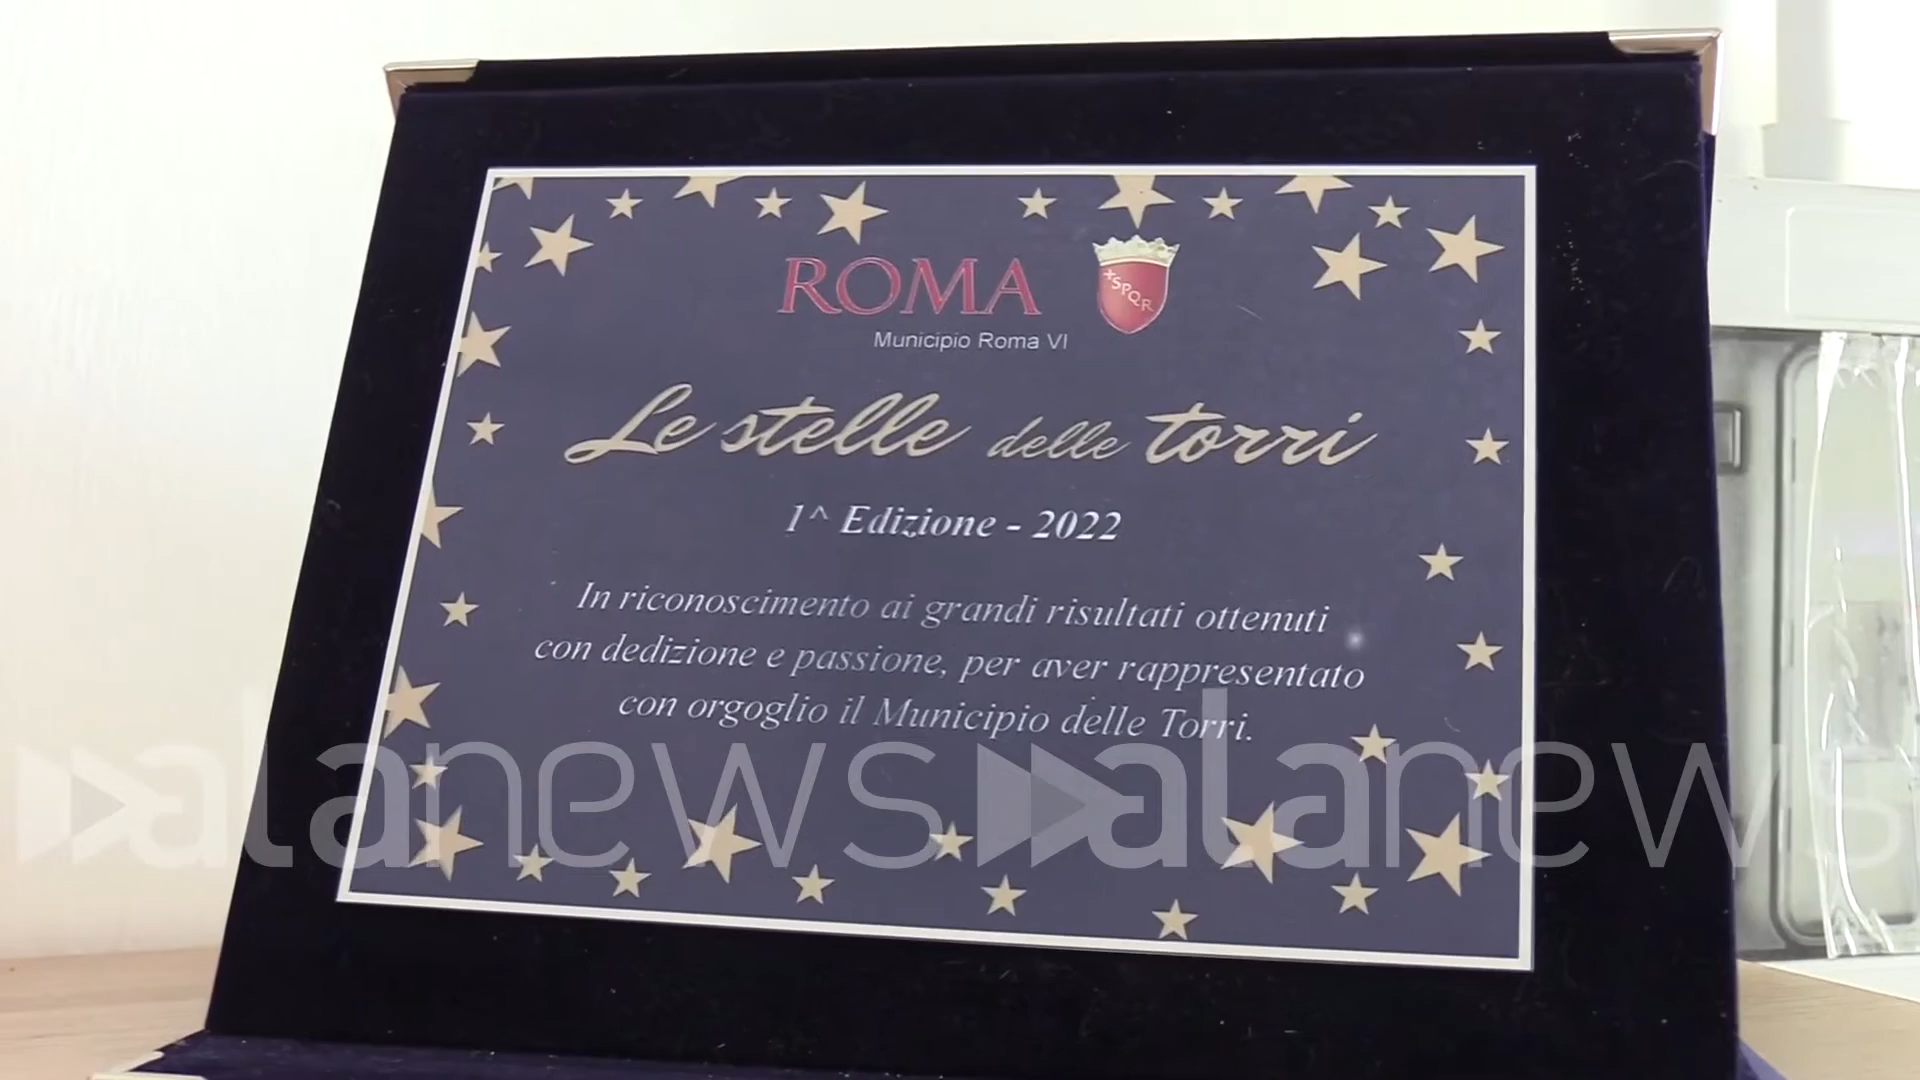 ROMA
SPQR
Municipio Roma VI
Le stelle delle torri
1^ Edizione - 2022
In riconoscimento ai grandi risultati ottenuti
con dedizione e passione, per aver rappresentato
con orgoglio il Municipio delle Torri.
alanews alanews